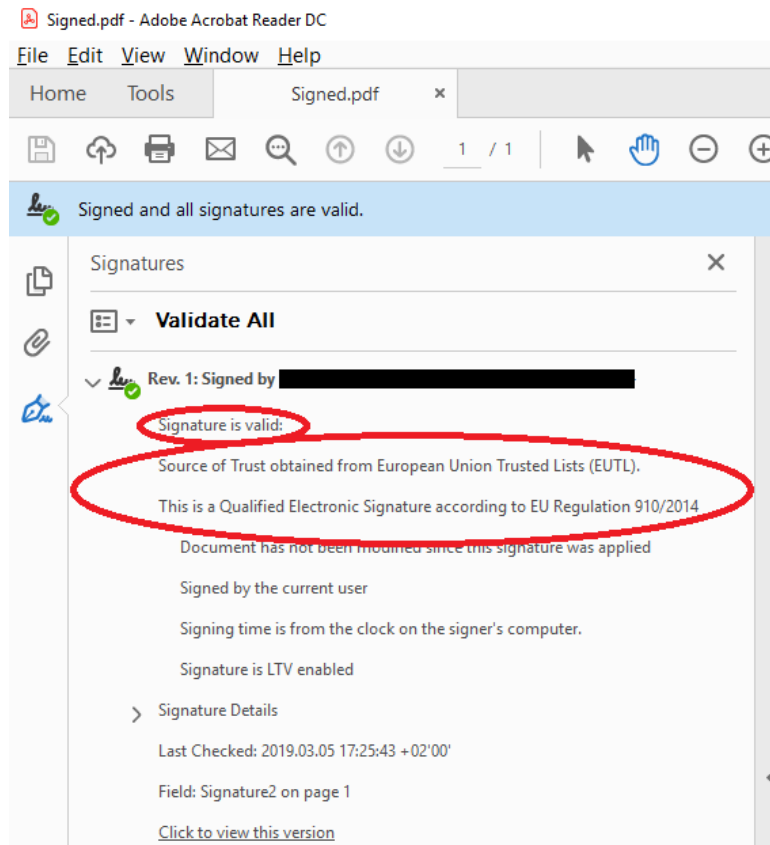 Signed.pdf - Adobe Acrobat Reader DC
File Edit View Window Help
Home Tools Signed.pdf ×
1 / 1
Signed and all signatures are valid.
Signatures
Validate All
Rev. 1: Signed by
Signature is valid:
Source of Trust obtained from European Union Trusted Lists (EUTL).
This is a Qualified Electronic Signature according to EU Regulation 910/2014
Document has not been modified since this signature was applied
Signed by the current user
Signing time is from the clock on the signer's computer.
Signature is LTV enabled
Signature Details
Last Checked: 2019.03.05 17:25:43 +02'00'
Field: Signature2 on page 1
Click to view this version